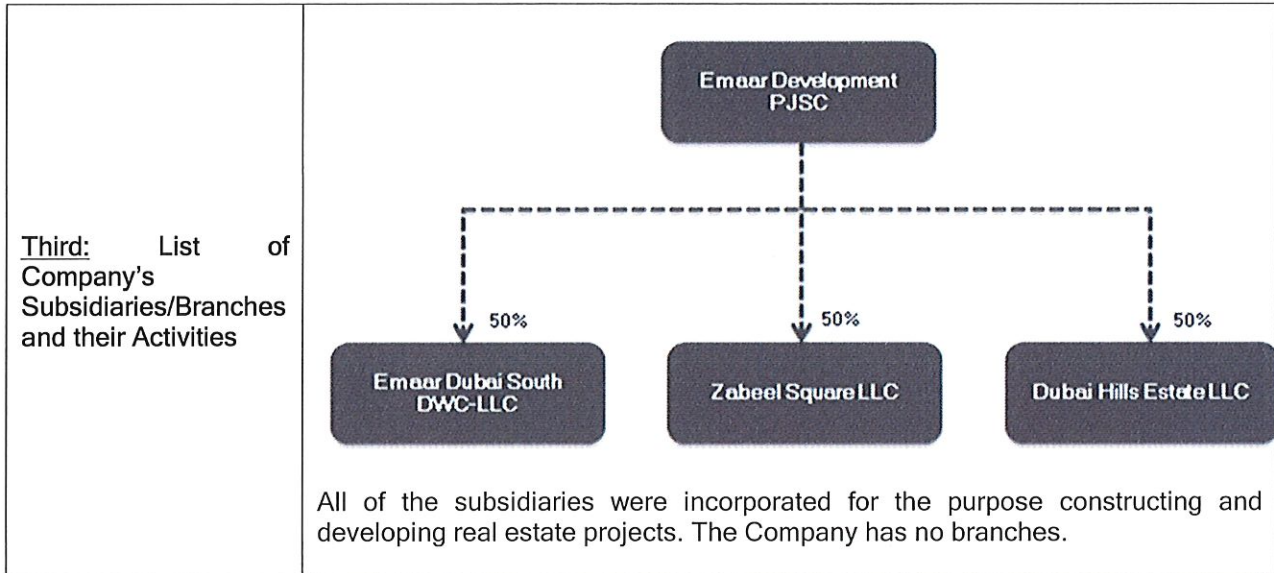 Third: List of
Company's
Subsidiaries/Branches
and their Activities
Emaar Development
PJSC
50%
50%
50%
Emaar Dubai South
DWC-LLC
Zabeel Square LLC
Dubai Hills Estate LLC
All of the subsidiaries were incorporated for the purpose constructing and
developing real estate projects. The Company has no branches.